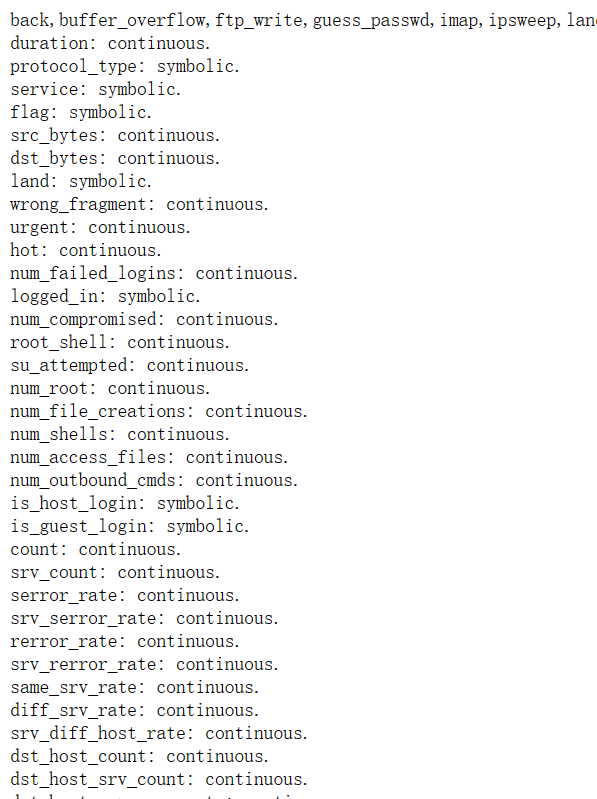 back,buffer_overflow,ftp_write,guess_passwd,imap,ipsweep,
duration: continuous.
protocol_type: symbolic.
service: symbolic.
flag: symbolic.
src_bytes: continuous.
dst_bytes: continuous.
land: symbolic.
wrong_fragment: continuous.
urgent: continuous.
hot: continuous.
num_failed_logins: continuous.
logged_in: symbolic.
num_compromised: continuous.
root_shell: continuous.
su_attempted: continuous.
num_root: continuous.
num_file_creations: continuous.
num_shells: continuous.
num_access_files: continuous.
num_outbound_cmds: continuous.
is_host_login: symbolic.
is_guest_login: symbolic.
count: continuous.
srv_count: continuous.
serror_rate: continuous.
srv_serror_rate: continuous.
rerror_rate: continuous.
srv_rerror_rate: continuous.
same_srv_rate: continuous.
diff_srv_rate: continuous.
srv_diff_host_rate: continuous.
dst_host_count: continuous.
dst_host_srv_count: continuous.